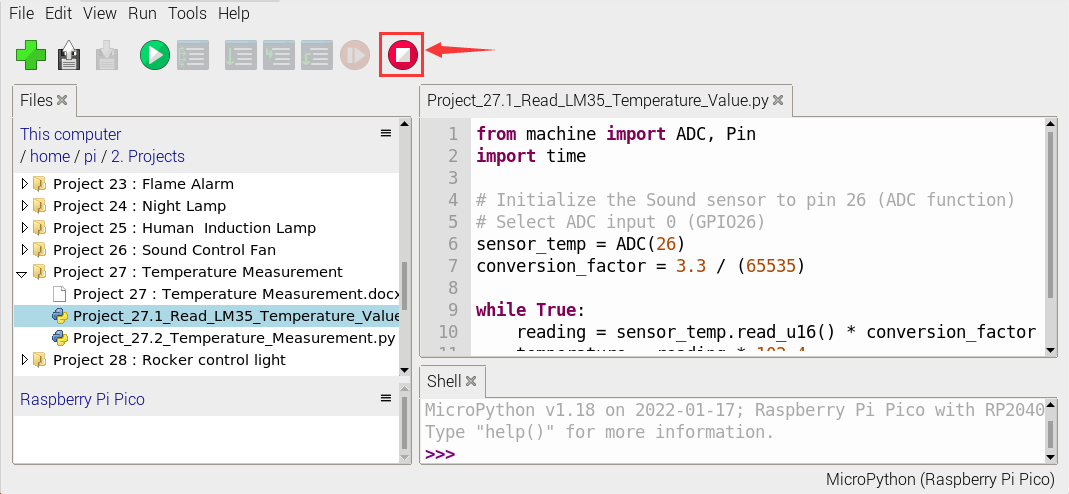 File Edit View Run Tools Help
Files
This computer
/ home / pi / 2. Projects
Project 23 : Flame Alarm
Project 24 : Night Lamp
Project 25 : Human  Induction Lamp
Project 26 : Sound Control Fan
Project 27 : Temperature Measurement
Project 27 : Temperature Measurement.docx
Project_27.1_Read_LM35_Temperature_Value
Project_27.2_Temperature_Measurement.py
Project 28 : Rocker control light
Raspberry Pi Pico
Project_27.1_Read_LM35_Temperature_Value.py
1 from machine import ADC, Pin
2 import time
3
4 # Initialize the Sound sensor to pin 26 (ADC function)
5 # Select ADC input 0 (GPIO26)
6 sensor_temp = ADC(26)
7 conversion_factor = 3.3 / (65535)
8
9 while True:
10     reading = sensor_temp.read_u16() * conversion_factor
11     temperature = reading * 102.4
Shell
MicroPython v1.18 on 2022-01-17; Raspberry Pi Pico with RP2040
Type "help()" for more information.
>>>
MicroPython (Raspberry Pi Pico)